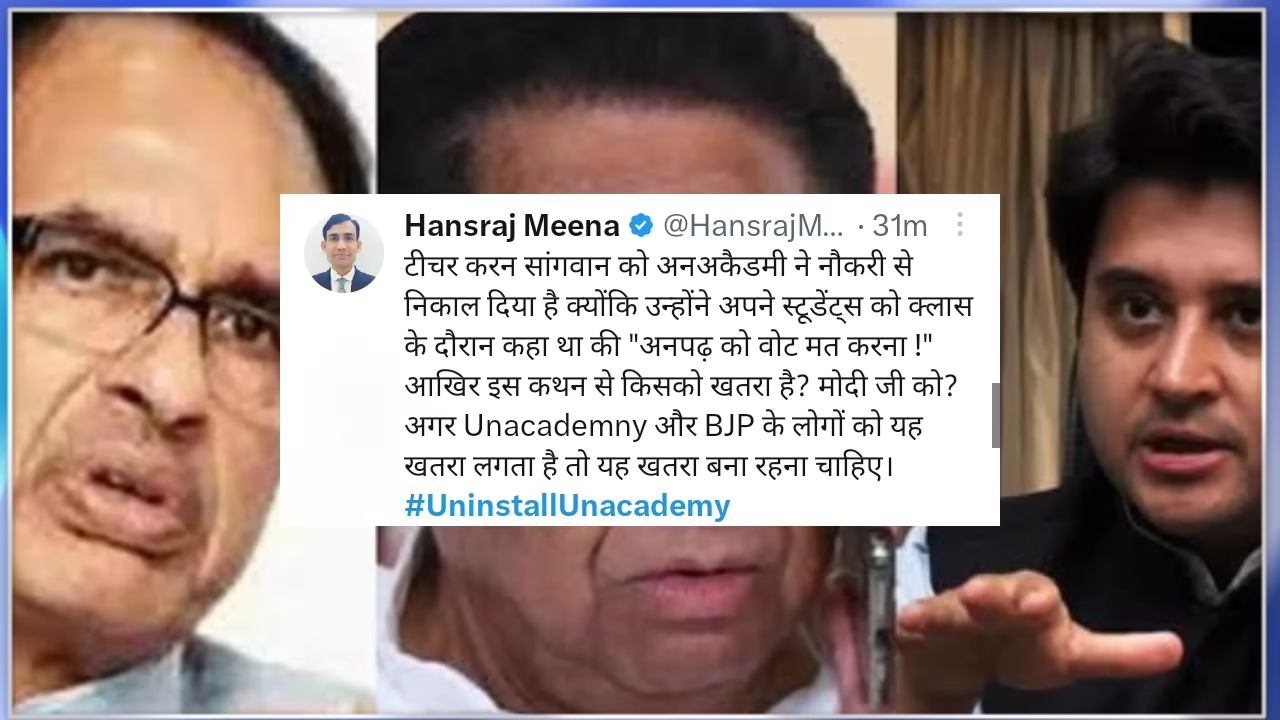 Hansraj Meena @HansrajM... · 31m
टीचर करन सांगवान को अनअकैडमी ने नौकरी से
निकाल दिया है क्योंकि उन्होंने अपने स्टूडेंट्स को क्लास
के दौरान कहा था की "अनपढ़ को वोट मत करना !"
आखिर इस कथन से किसको खतरा है? मोदी जी को?
अगर Unacademny और BJP के लोगों को यह
खतरा लगता है तो यह खतरा बना रहना चाहिए।
#UninstallUnacademy